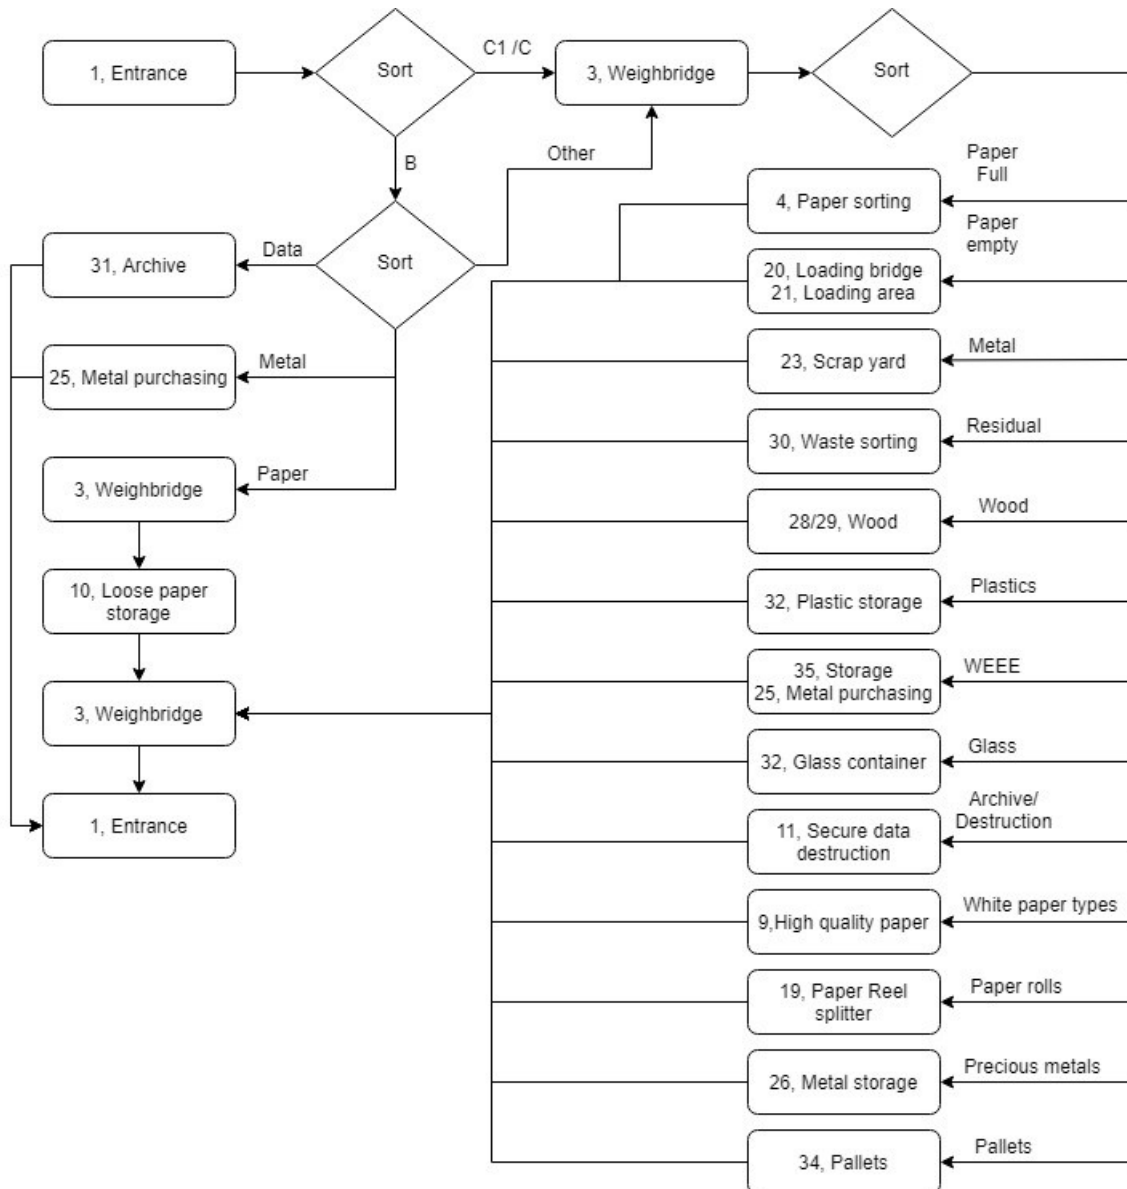 1, Entrance
Sort
C1 /C
3, Weighbridge
Sort
B
Other
Paper
Full
4, Paper sorting
Paper
empty
31, Archive
Data
Sort
20, Loading bridge
21, Loading area
25, Metal purchasing
Metal
23, Scrap yard
Metal
30, Waste sorting
Residual
3, Weighbridge
Paper
28/29, Wood
Wood
10, Loose paper
storage
32, Plastic storage
Plastics
3, Weighbridge
35, Storage
25, Metal purchasing
WEEE
32, Glass container
Glass
1, Entrance
11, Secure data
destruction
Archive/
Destruction
9,High quality paper
White paper types
19, Paper Reel
splitter
Paper rolls
26, Metal storage
Precious metals
34, Pallets
Pallets